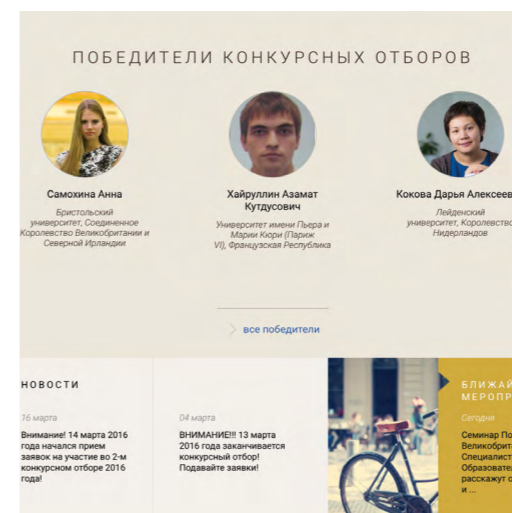 ПОБЕДИТЕЛИ КОНКУРСНЫХ ОТБОРОВ
Самохина Анна
Бристольский
университет, Соединенное
Королевство Великобритании и
Северной Ирландии
Хайруллин Азамат
Кутдусович
Университет имени Пьера и
Марии Кюри (Париж
VI), Французская Республика
Кокова Дарья Алексеев
Лейденский
университет, Королевство
Нидерландов
все победители
НОВОСТИ
16 марта
Внимание! 14 марта 2016
года начался прием
заявок на участие во 2-м
конкурсном отборе 2016
года!
04 марта
ВНИМАНИЕ!!! 13 марта
2016 года заканчивается
конкурсный отбор!
Подавайте заявки!
БЛИЖАЙ
МЕРОПР
Сегодня
Семинар По
Великобрит
Специалист
Образовател
расскажут о
и ...